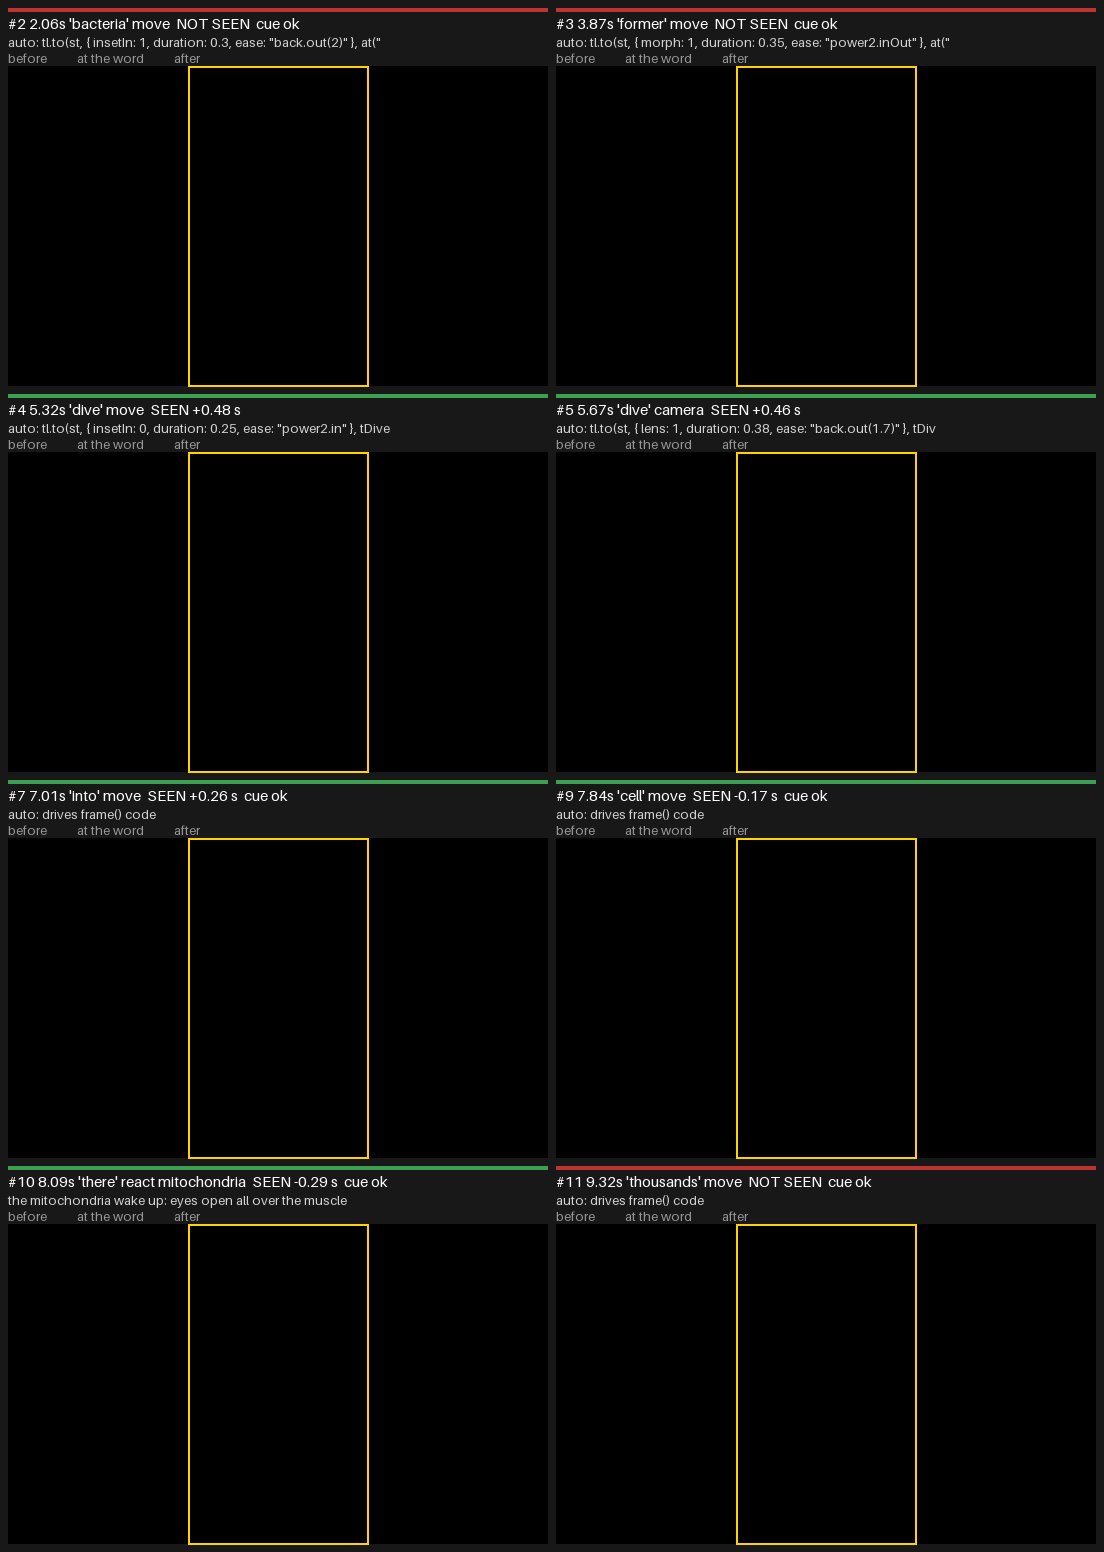 #2 2.06s 'bacteria' move  NOT SEEN  cue ok
auto: tl.to(st, { insetIn: 1, duration: 0.3, ease: "back.out(2)" }, at("
before at the word after
#3 3.87s 'former' move  NOT SEEN  cue ok
auto: tl.to(st, { morph: 1, duration: 0.35, ease: "power2.inOut" }, at("
before at the word after
#4 5.32s 'dive' move  SEEN +0.48 s
auto: tl.to(st, { insetIn: 0, duration: 0.25, ease: "power2.in" }, tDive
before at the word after
#5 5.67s 'dive' camera  SEEN +0.46 s
auto: tl.to(st, { lens: 1, duration: 0.38, ease: "back.out(1.7)" }, tDiv
before at the word after
#7 7.01s 'into' move  SEEN +0.26 s  cue ok
auto: drives frame() code
before at the word after
#9 7.84s 'cell' move  SEEN -0.17 s  cue ok
auto: drives frame() code
before at the word after
#10 8.09s 'there' react mitochondria  SEEN -0.29 s  cue ok
the mitochondria wake up: eyes open all over the muscle
before at the word after
#11 9.32s 'thousands' move  NOT SEEN  cue ok
auto: drives frame() code
before at the word after